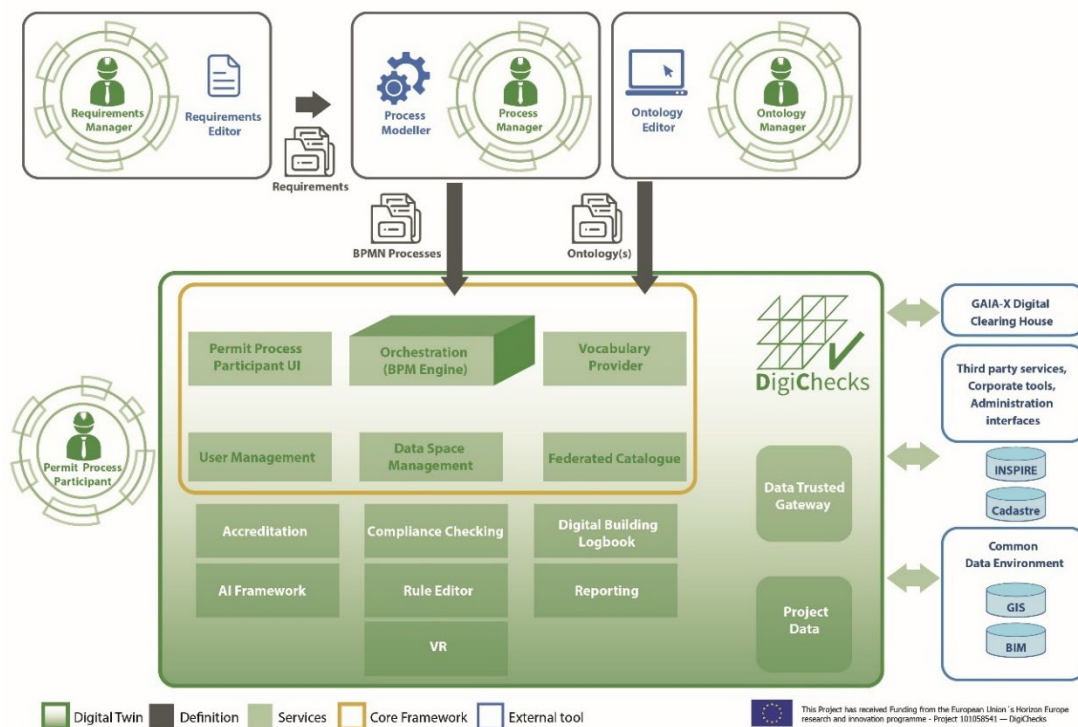 Requirements
Manager
Requirements
Editor
Requirements
Process
Modeller
Process
Manager
Ontology
Editor
Ontology
Manager
BPMN Processes
Ontology(s)
Permit Process
Participant UI
Orchestration
(BPM Engine)
Vocabulary
Provider
DigiChecks
User Management
Data Space
Management
Federated Catalogue
Permit Process
Participant
Accreditation
Compliance Checking
Digital Building
Logbook
Data Trusted
Gateway
AI Framework
Rule Editor
Reporting
VR
Project
Data
GAIA-X Digital
Clearing House
Third party services,
Corporate tools,
Administration
interfaces
INSPIRE
Cadastre
Common
Data Environment
GIS
BIM
Digital Twin
Definition
Services
Core Framework
External tool
This Project has received Funding from the European Union´s Horizon Europe
research and innovation programme - Project 101058541 — DigiChecks